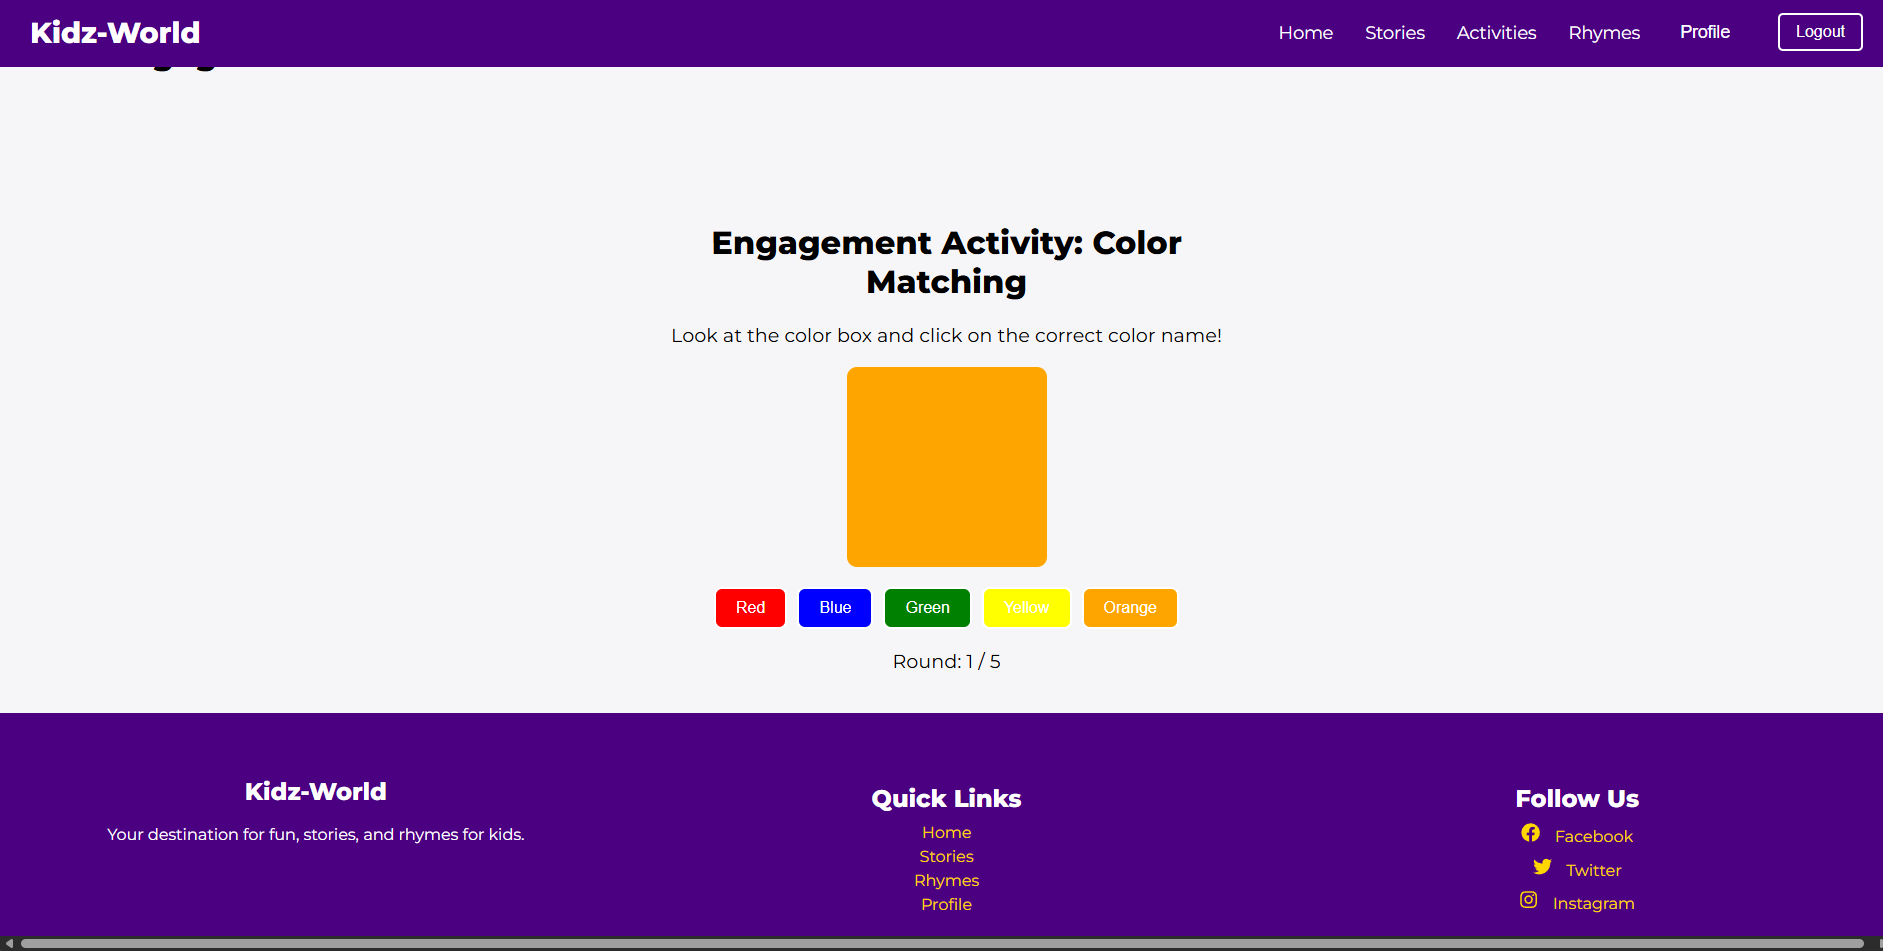 Kidz-World
Home Stories Activities Rhymes Profile Logout
Engagement Activity: Color
Matching
Look at the color box and click on the correct color name!
Red Blue Green Yellow Orange
Round: 1 / 5
Kidz-World
Your destination for fun, stories, and rhymes for kids.
Quick Links
Home
Stories
Rhymes
Profile
Follow Us
Facebook
Twitter
Instagram